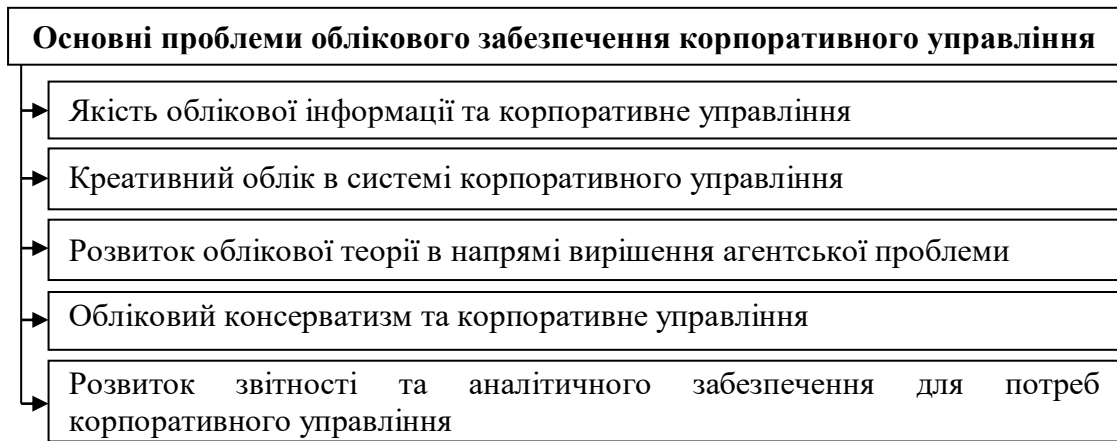 Основні проблеми облікового забезпечення корпоративного управління
Якість облікової інформації та корпоративне управління
Креативний облік в системі корпоративного управління
Розвиток облікової теорії в напрямі вирішення агентської проблеми
Обліковий консерватизм та корпоративне управління
Розвиток звітності та аналітичного забезпечення для потреб
корпоративного управління